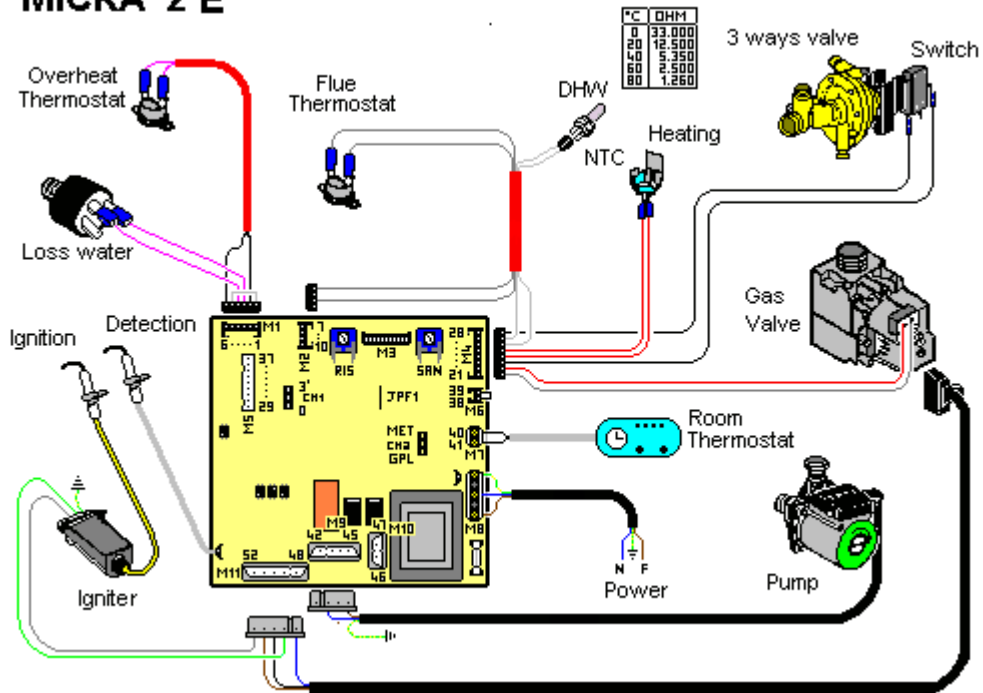 MICRA 2 E
°C OHM
0 33.000
20 12.500
40 5.350
60 2.500
80 1.260
3 ways valve
Switch
Overheat
Thermostat
Flue
Thermostat
DHW
NTC
Heating
Loss water
Gas
Valve
Ignition
Detection
M1
6 1
7
10
M2
RIS
M3
SAN
28
M4
21
37
29
M5
3'
CH1
0
JPF1
39
38
M6
MET
CH2
GPL
40
41
M7
Room
Thermostat
M8
M9
42 45
47
M10
46
52 48
M11
N F
Power
Pump
Igniter